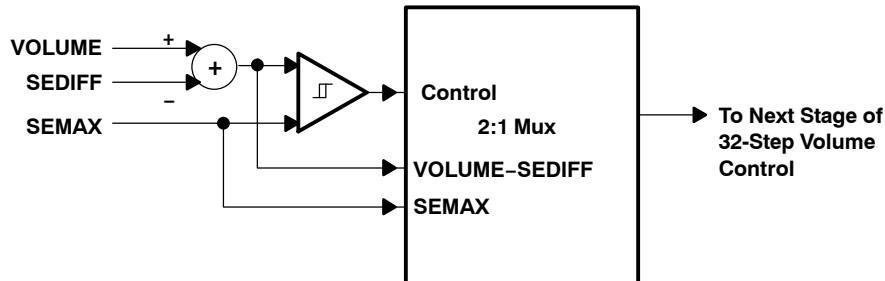 VOLUME
+
SEDIFF
−
+
SEMAX
Control
2:1 Mux
VOLUME−SEDIFF
SEMAX
To Next Stage of
32-Step Volume
Control